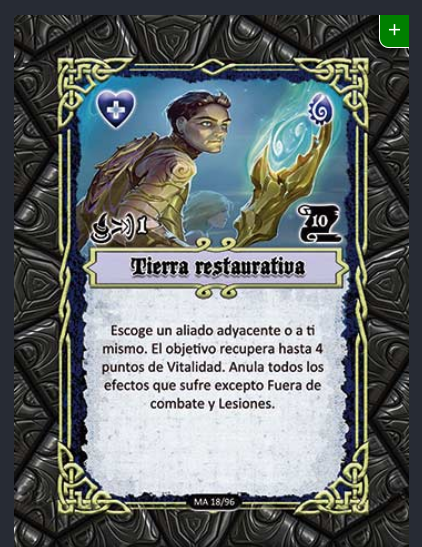 +
1
10
Tierra restaurativa
Escoge un aliado adyacente o a ti
mismo. El objetivo recupera hasta 4
puntos de Vitalidad. Anula todos los
efectos que sufre excepto Fuera de
combate y Lesiones.
MA 18/96